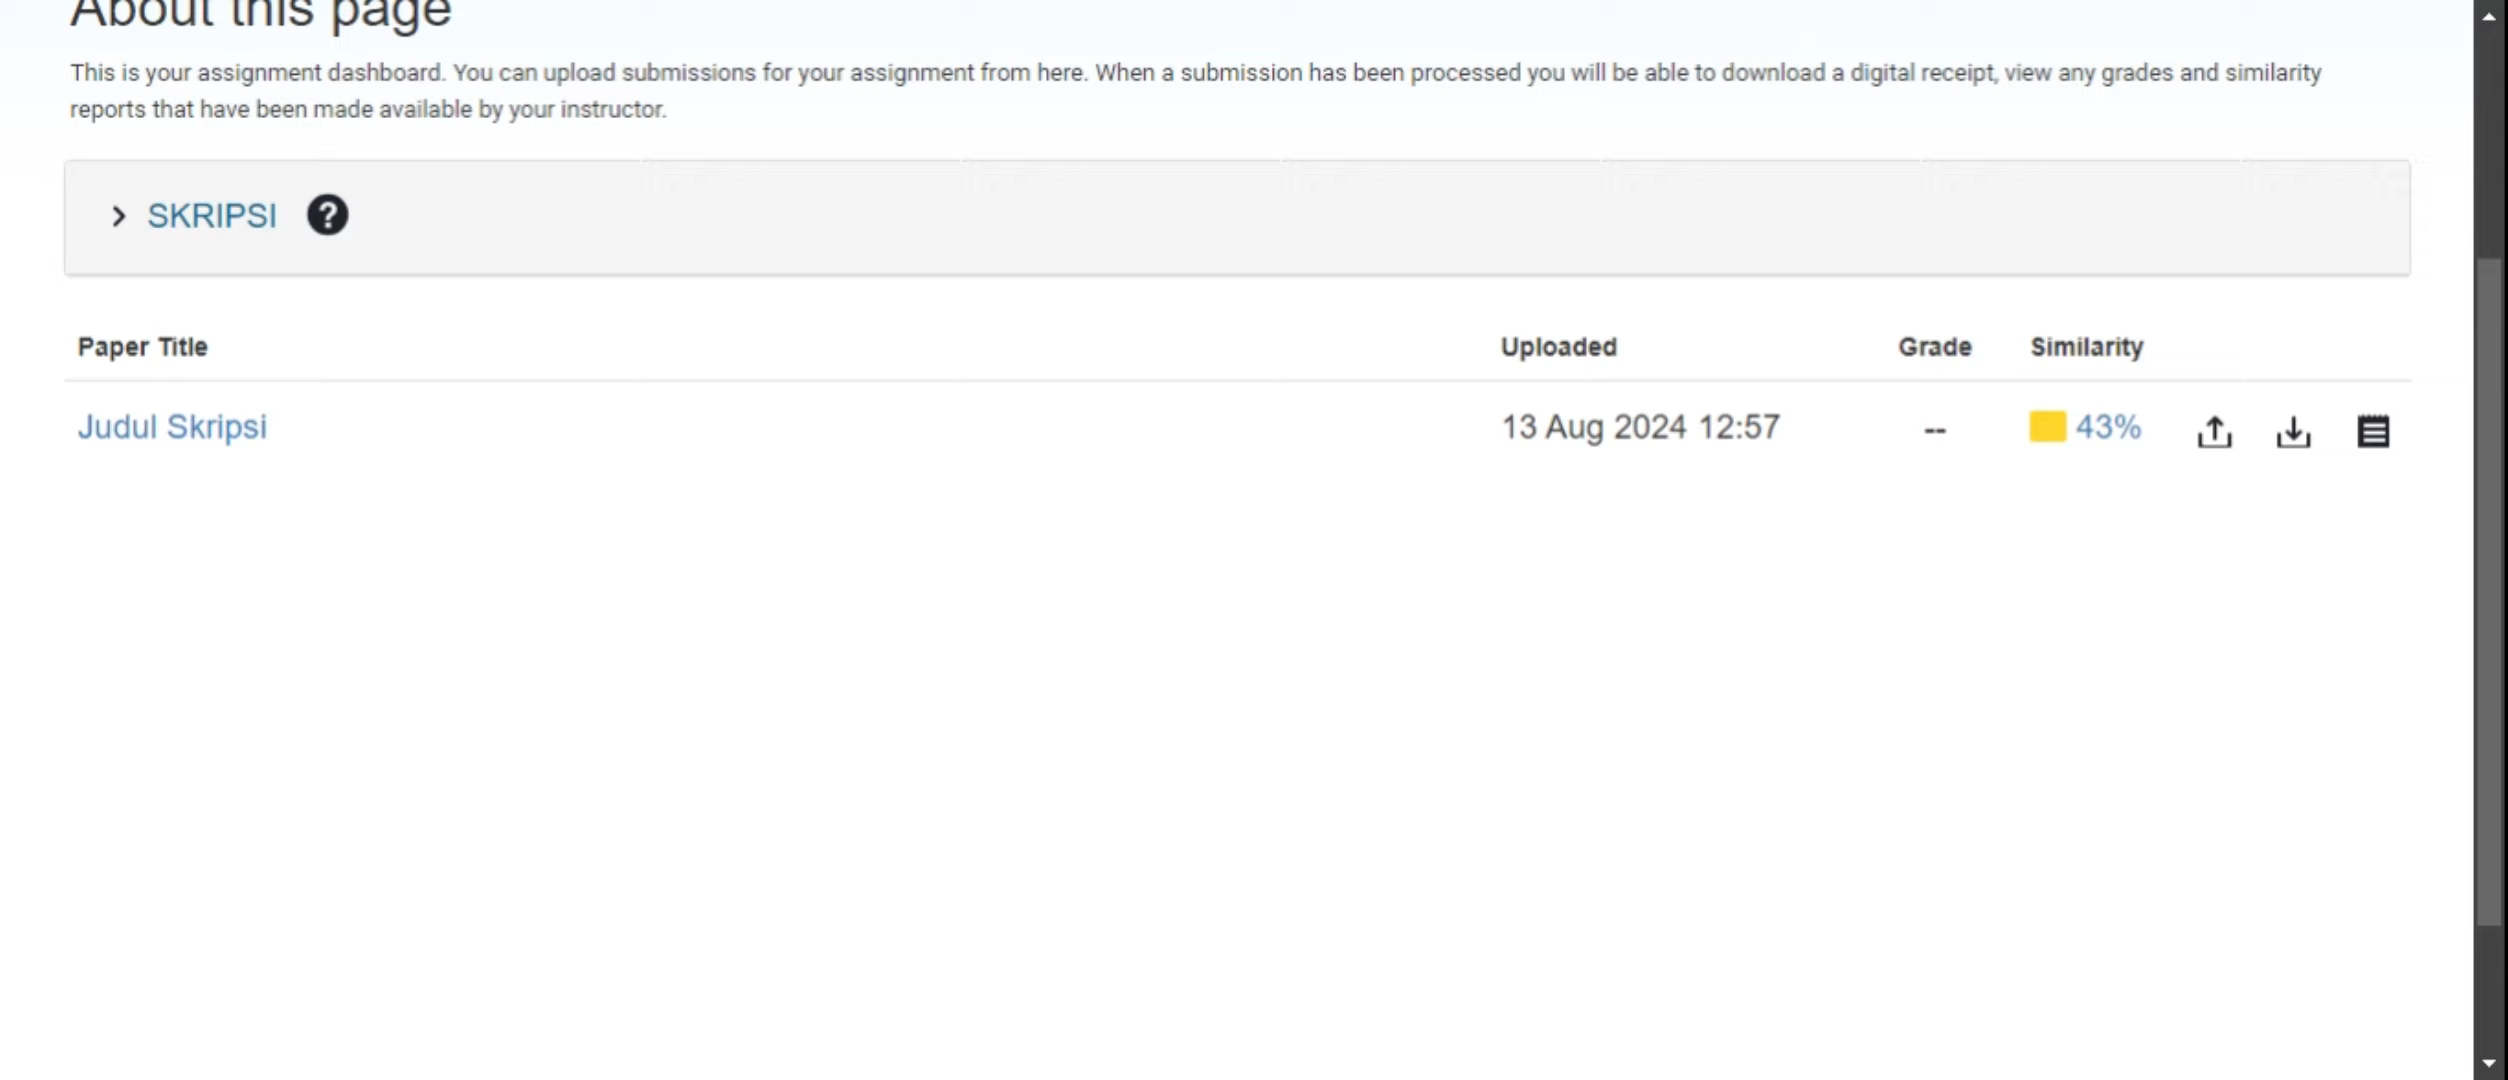 About this page
This is your assignment dashboard. You can upload submissions for your assignment from here. When a submission has been processed you will be able to download a digital receipt, view any grades and similarity
reports that have been made available by your instructor.
SKRIPSI ?
Paper Title Uploaded Grade Similarity
Judul Skripsi 13 Aug 2024 12:57 -- 43%